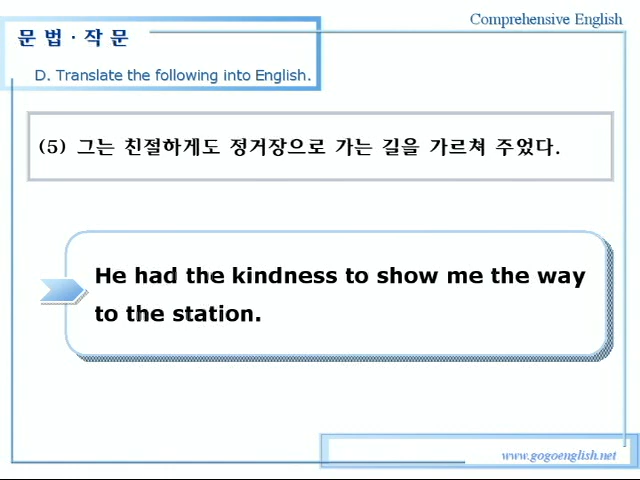 Comprehensive English
문 법 · 작 문
D. Translate the following into English.
(5) 그는 친절하게도 정거장으로 가는 길을 가르쳐 주었다.
He had the kindness to show me the way
to the station.
www.gogoenglish.net